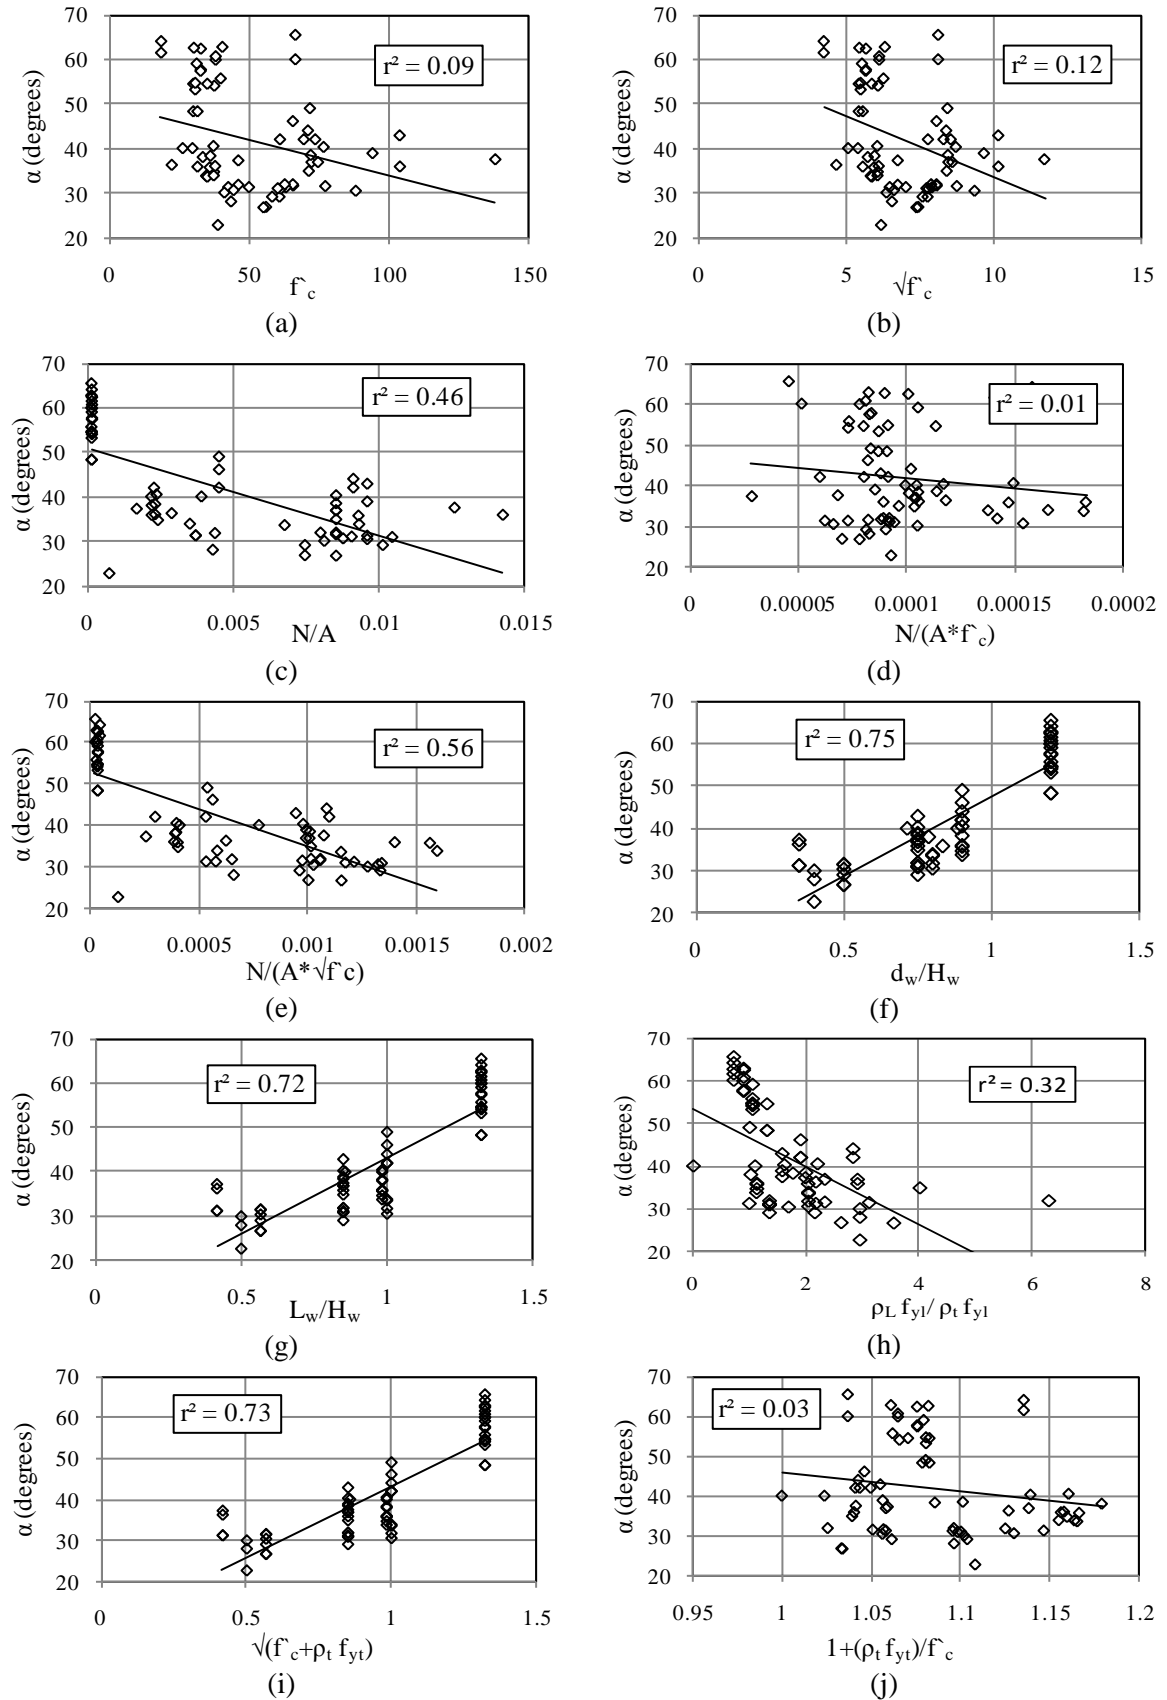 70
60
50
40
30
20
α (degrees)
r² = 0.09
0 50 100 150
f`c
(a)
70
60
50
40
30
20
α (degrees)
r² = 0.12
0 5 10 15
√f`c
(b)
70
60
50
40
30
20
α (degrees)
r² = 0.46
0 0.005 0.01 0.015
N/A
(c)
70
60
50
40
30
20
α (degrees)
r² = 0.01
0 0.00005 0.0001 0.00015 0.0002
N/(A*f`c)
(d)
70
60
50
40
30
20
α (degrees)
r² = 0.56
0 0.0005 0.001 0.0015 0.002
N/(A*√f`c)
(e)
70
60
50
40
30
20
α (degrees)
r² = 0.75
0 0.5 1 1.5
dw/Hw
(f)
70
60
50
40
30
20
α (degrees)
r² = 0.72
0 0.5 1 1.5
Lw/Hw
(g)
70
60
50
40
30
20
α (degrees)
r² = 0.32
0 2 4 6 8
ρL fyl/ ρt fyl
(h)
70
60
50
40
30
20
α (degrees)
r² = 0.73
0 0.5 1 1.5
√(f`c+ρt fyt)
(i)
70
60
50
40
30
20
α (degrees)
r² = 0.03
0.95 1 1.05 1.1 1.15 1.2
1+(ρt fyt)/f`c
(j)